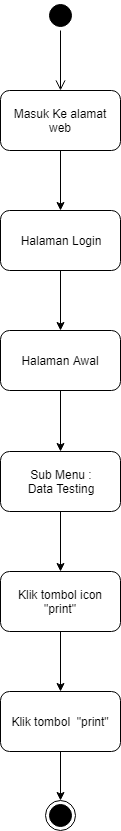 Masuk Ke alamat
web
Halaman Login
Halaman Awal
Sub Menu :
Data Testing
Klik tombol icon
"print"
Klik tombol "print"